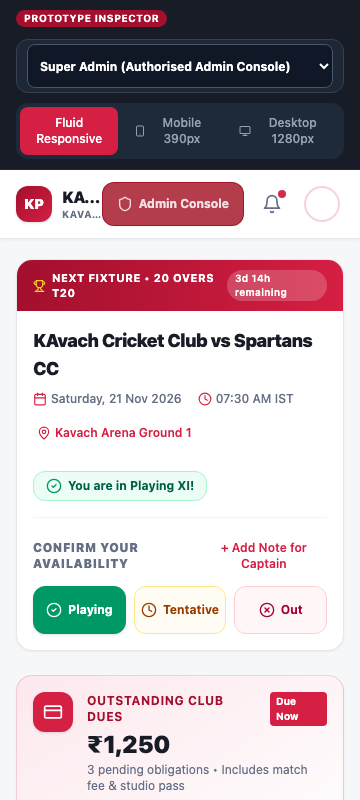 PROTOTYPE INSPECTOR
Super Admin (Authorised Admin Console)
Fluid
Responsive
Mobile
390px
Desktop
1280px
KP
KA...
KAVA...
Admin Console
NEXT FIXTURE • 20 OVERS
T20
3d 14h
remaining
KAvach Cricket Club vs Spartans
CC
Saturday, 21 Nov 2026
07:30 AM IST
Kavach Arena Ground 1
You are in Playing XI!
CONFIRM YOUR
AVAILABILITY
+ Add Note for
Captain
Playing
Tentative
Out
OUTSTANDING CLUB
DUES
Due
Now
₹1,250
3 pending obligations • Includes match
fee & studio pass